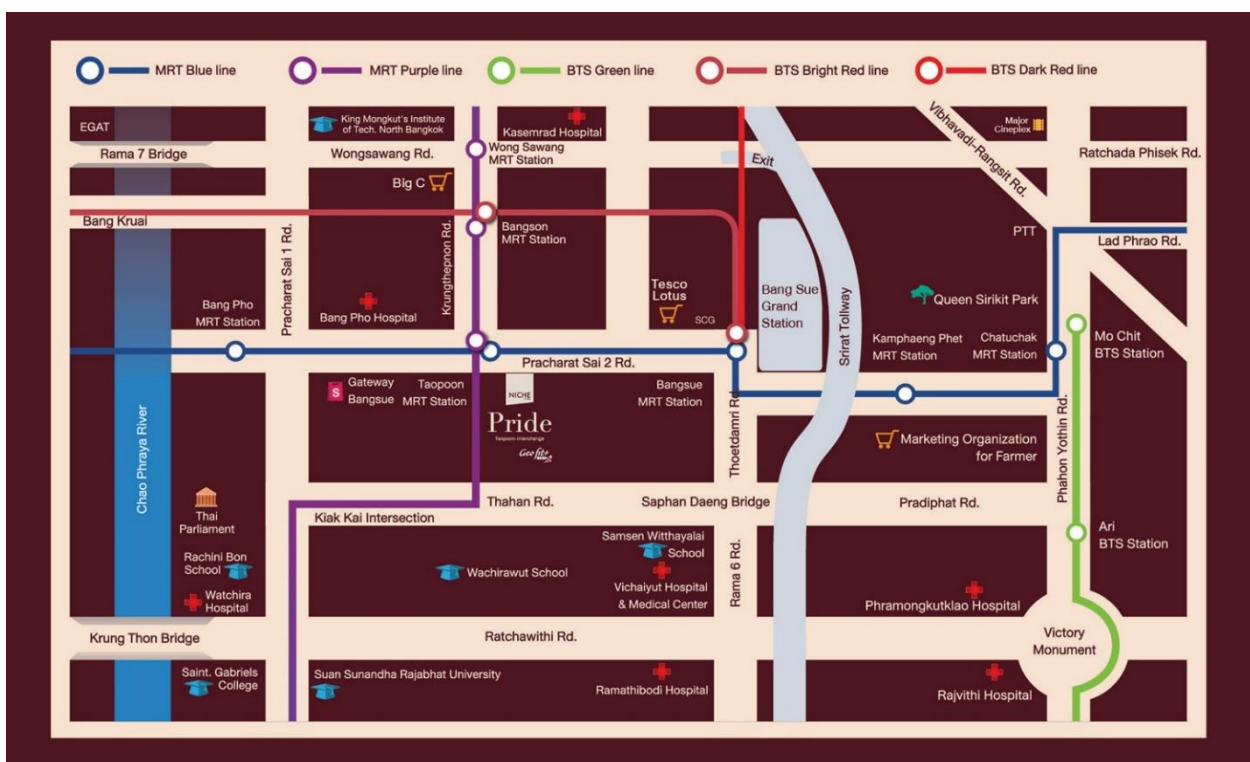 MRT Blue line
MRT Purple line
BTS Green line
BTS Bright Red line
BTS Dark Red line
EGAT
King Mongkut's Institute
of Tech. North Bangkok
Kasemrad Hospital
Major
Cineplex
Vibhavadi-Rangsit Rd.
Rama 7 Bridge
Wongsawang Rd.
Wong Sawang
MRT Station
Exit
Ratchada Phisek Rd.
BIg C
Bang Kruai
Pracharat Sai 1 Rd.
Krungthepnon Rd.
Bangson
MRT Station
PTT
Lad Phrao Rd.
Bang Pho
MRT Station
Bang Pho Hospital
Tesco
Lotus
SCG
Bang Sue
Grand
Station
Srirat Tollway
Queen Sirikit Park
Kamphaeng Phet
MRT Station
Chatuchak
MRT Station
Mo Chit
BTS Station
Pracharat Sai 2 Rd.
S
Gateway
Bangsue
Taopoon
MRT Station
NICHE
Pride
Taopoon-Interchange
Geo fit+
Bangsue
MRT Station
Thoetdamri Rd.
Marketing Organization
for Farmer
Phahon Yothin Rd.
Chao Phraya River
Thai
Parliament
Kiak Kai Intersection
Thahan Rd.
Saphan Daeng Bridge
Pradiphat Rd.
Ari
BTS Station
Rachini Bon
School
Watchira
Hospital
Wachirawut School
Samsen Witthayalai
School
Vichaiyut Hospital
& Medical Center
Rama 6 Rd.
Phramongkutklao Hospital
Krung Thon Bridge
Ratchawithi Rd.
Victory
Monument
Saint. Gabriels
College
Suan Sunandha Rajabhat University
Ramathibodi Hospital
Rajvithi Hospital